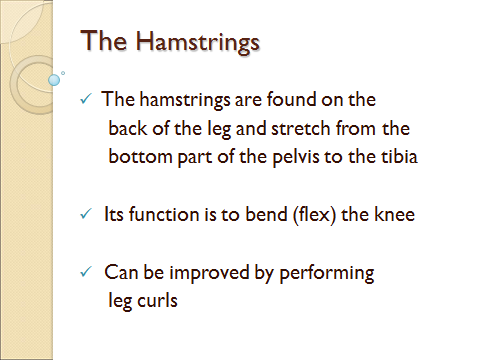 The Hamstrings
✓ The hamstrings are found on the
back of the leg and stretch from the
bottom part of the pelvis to the tibia
✓ Its function is to bend (flex) the knee
✓ Can be improved by performing
leg curls